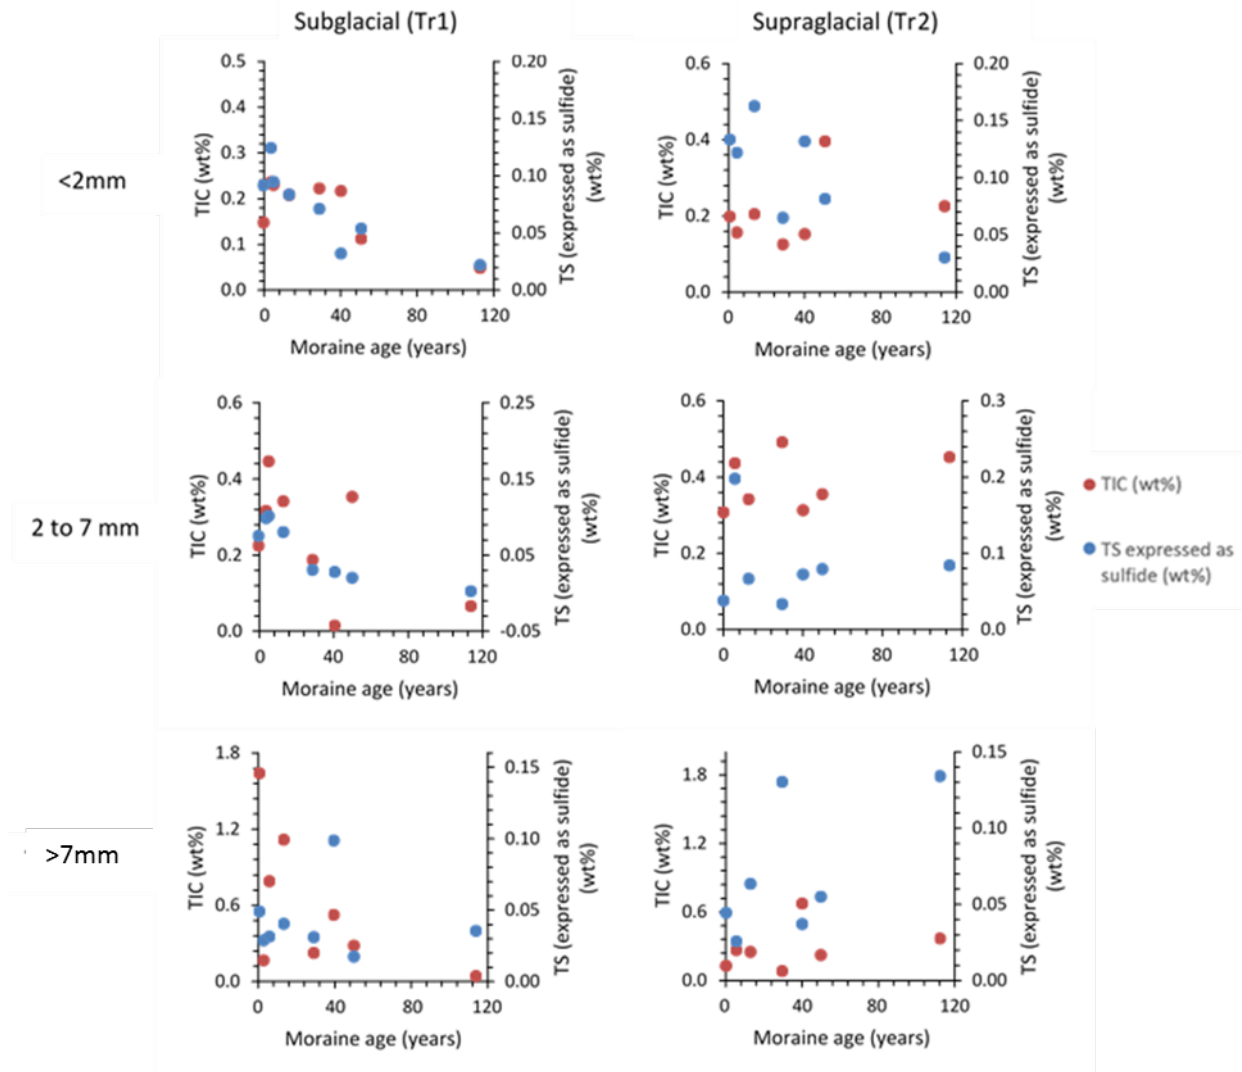 Subglacial (Tr1)
Supraglacial (Tr2)
<2mm
0.5
0.4
0.3
0.2
0.1
0.0
TIC (wt%)
0.20
0.15
0.10
0.05
0.00
TS (expressed as sulfide)
(wt%)
0 40 80 120
Moraine age (years)
0.6
0.4
0.2
0.0
TIC (wt%)
0.20
0.15
0.10
0.05
0.00
TS (expressed as sulfide)
(wt%)
0 40 80 120
Moraine age (years)
2 to 7 mm
0.6
0.4
0.2
0.0
TIC (wt%)
0.25
0.15
0.05
-0.05
TS (expressed as sulfide)
(wt%)
0 40 80 120
Moraine age (years)
0.6
0.4
0.2
0.0
TIC (wt%)
0.3
0.2
0.1
0.0
TS (expressed as sulfide)
(wt%)
0 40 80 120
Moraine age (years)
TIC (wt%)
TS expressed as
sulfide (wt%)
>7mm
1.8
1.2
0.6
0.0
TIC (wt%)
0.15
0.10
0.05
0.00
TS (expressed as sulfide)
(wt%)
0 40 80 120
Moraine age (years)
1.8
1.2
0.6
0.0
TIC (wt%)
0.15
0.10
0.05
0.00
TS (expressed as sulfide)
(wt%)
0 40 80 120
Moraine age (years)